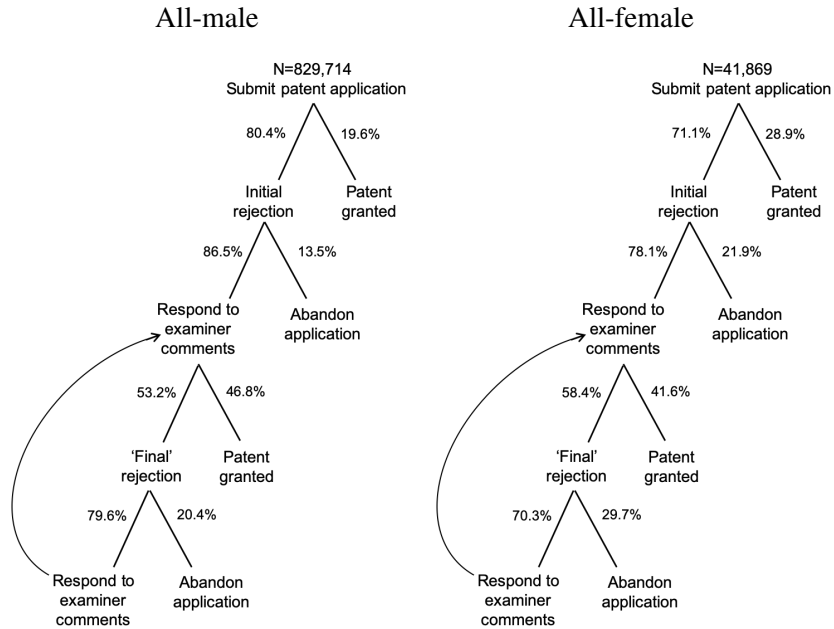 All-male
N=829,714
Submit patent application
80.4%
19.6%
Initial
rejection
Patent
granted
86.5%
13.5%
Respond to
examiner
comments
Abandon
application
53.2%
46.8%
‘Final’
rejection
Patent
granted
79.6%
20.4%
Respond to
examiner
comments
Abandon
application
All-female
N=41,869
Submit patent application
71.1%
28.9%
Initial
rejection
Patent
granted
78.1%
21.9%
Respond to
examiner
comments
Abandon
application
58.4%
41.6%
‘Final’
rejection
Patent
granted
70.3%
29.7%
Respond to
examiner
comments
Abandon
application